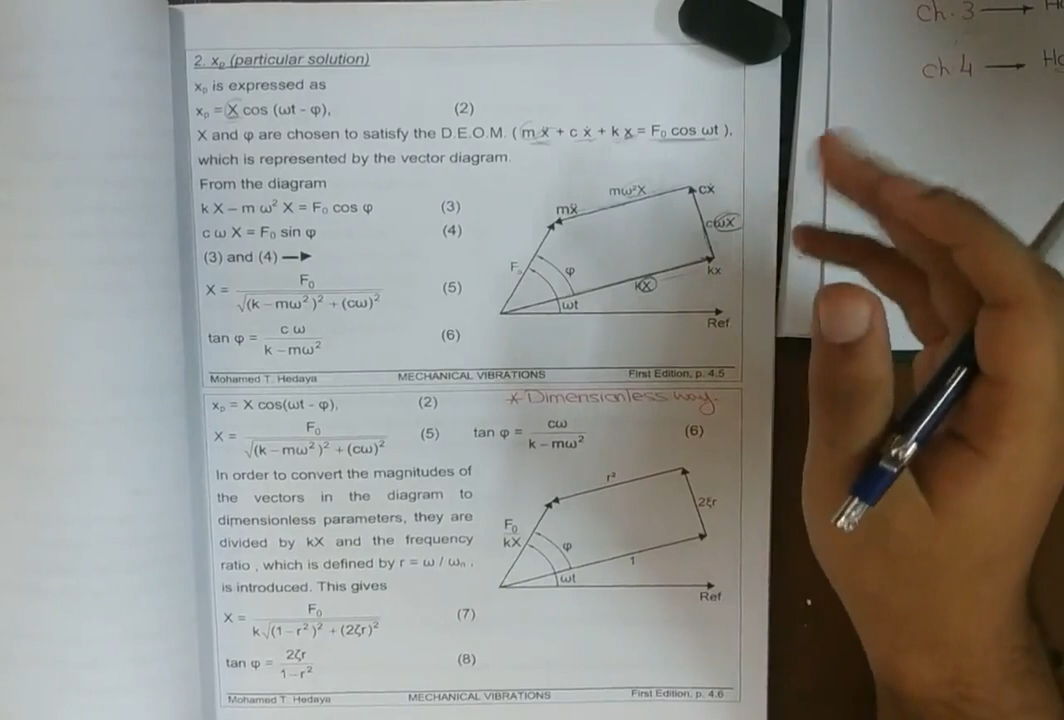 Ch. 3 → H
Ch. 4 → Ho
2. xₚ (particular solution)
xₚ is expressed as
xₚ = X cos (ωt - φ), (2)
X and φ are chosen to satisfy the D.E.O.M. ( m ẍ + c ẋ + k x = F₀ cos ωt ),
which is represented by the vector diagram.
From the diagram
k X – m ω² X = F₀ cos φ (3)
c ω X = F₀ sin φ (4)
(3) and (4) →
X = F₀ / √(k – mω²)² + (cω)² (5)
tan φ = c ω / k – mω² (6)
mω²X
cẋ
mẍ
cωX
F₀
φ
kx
kX
ωt
Ref
Mohamed T. Hedaya MECHANICAL VIBRATIONS First Edition, p. 4.5
xₚ = X cos(ωt - φ), (2) * Dimensionless way.
X = F₀ / √(k – mω²)² + (cω)² (5) tan φ = cω / k – mω² (6)
In order to convert the magnitudes of
the vectors in the diagram to
dimensionless parameters, they are
divided by kX and the frequency
ratio , which is defined by r = ω / ωₙ ,
is introduced. This gives
X = F₀ / k√(1 – r²)² + (2ζr)² (7)
tan φ = 2ζr / 1 – r² (8)
r²
2ξr
F₀ / kX
φ
1
ωt
Ref
Mohamed T. Hedaya MECHANICAL VIBRATIONS First Edition, p. 4.6